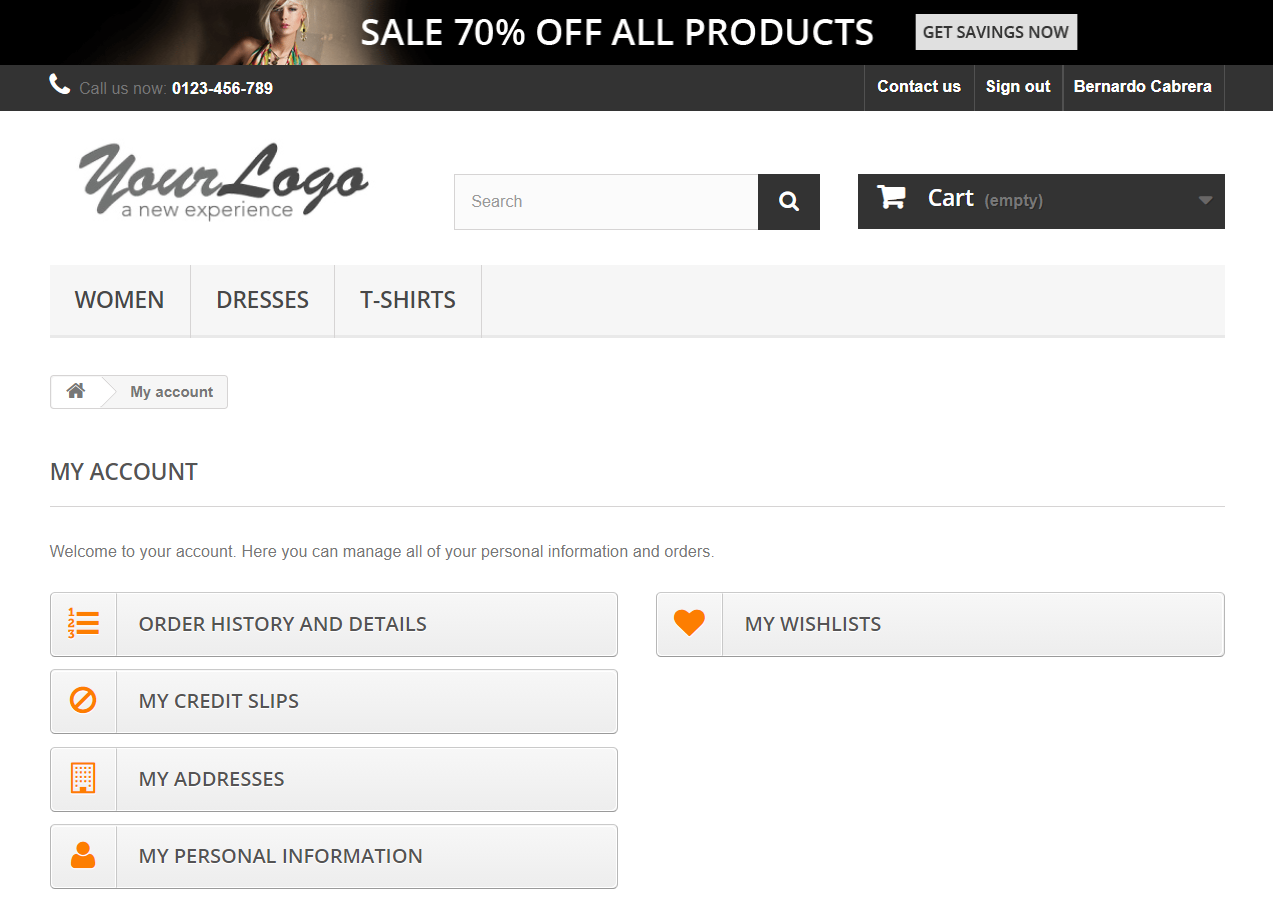 SALE 70% OFF ALL PRODUCTS GET SAVINGS NOW
Call us now: 0123-456-789 Contact us Sign out Bernardo Cabrera
Your Logo
a new experience
Search
Cart (empty)
WOMEN DRESSES T-SHIRTS
My account
MY ACCOUNT
Welcome to your account. Here you can manage all of your personal information and orders.
1
2
3
ORDER HISTORY AND DETAILS
MY WISHLISTS
MY CREDIT SLIPS
MY ADDRESSES
MY PERSONAL INFORMATION